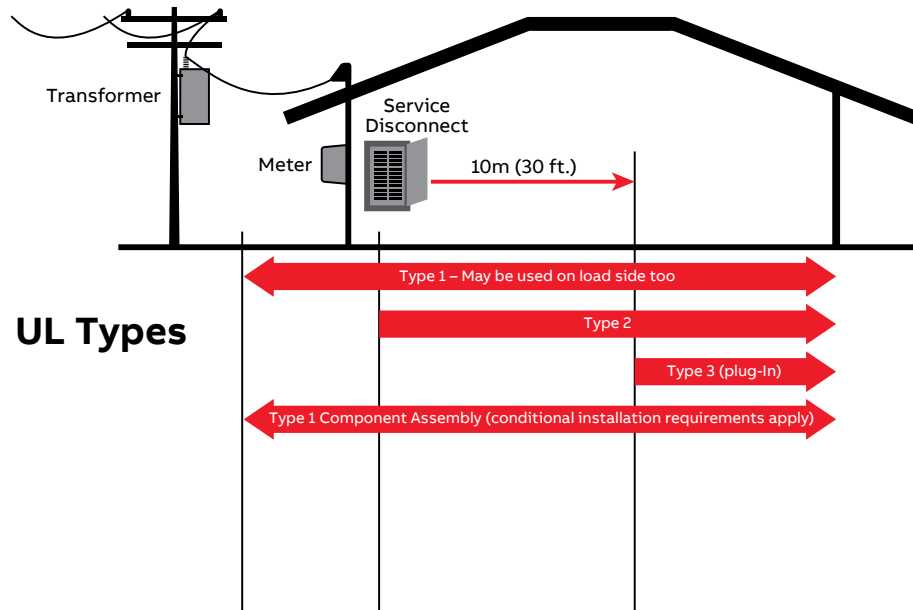 Transformer
Service
Disconnect
Meter
10m (30 ft.)
Type 1 – May be used on load side too
UL Types
Type 2
Type 3 (plug-In)
Type 1 Component Assembly (conditional installation requirements apply)